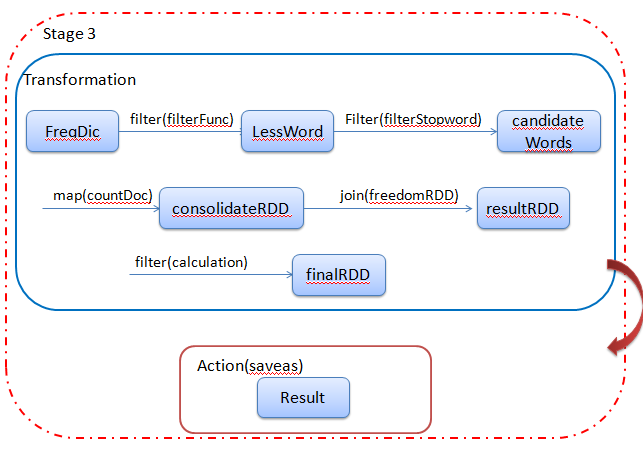 Stage 3
Transformation
FreqDic
filter(filterFunc)
LessWord
Filter(filterStopword)
candidate
Words
map(countDoc)
consolidateRDD
join(freedomRDD)
resultRDD
filter(calculation)
finalRDD
Action(saveas)
Result